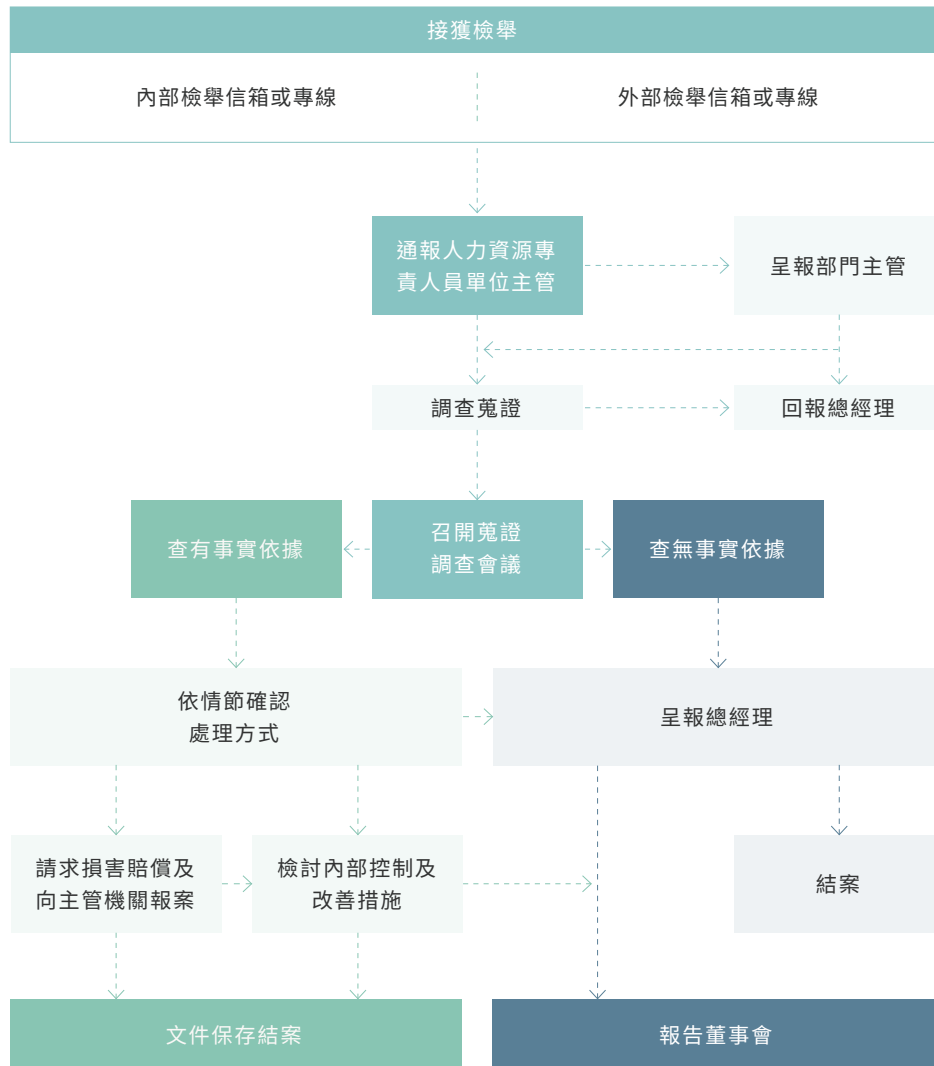 接獲檢舉
內部檢舉信箱或專線
外部檢舉信箱或專線
通報人力資源專
責人員單位主管
呈報部門主管
調查蒐證
回報總經理
查有事實依據
召開蒐證
調查會議
查無事實依據
依情節確認
處理方式
呈報總經理
請求損害賠償及
向主管機關報案
檢討內部控制及
改善措施
結案
文件保存結案
報告董事會